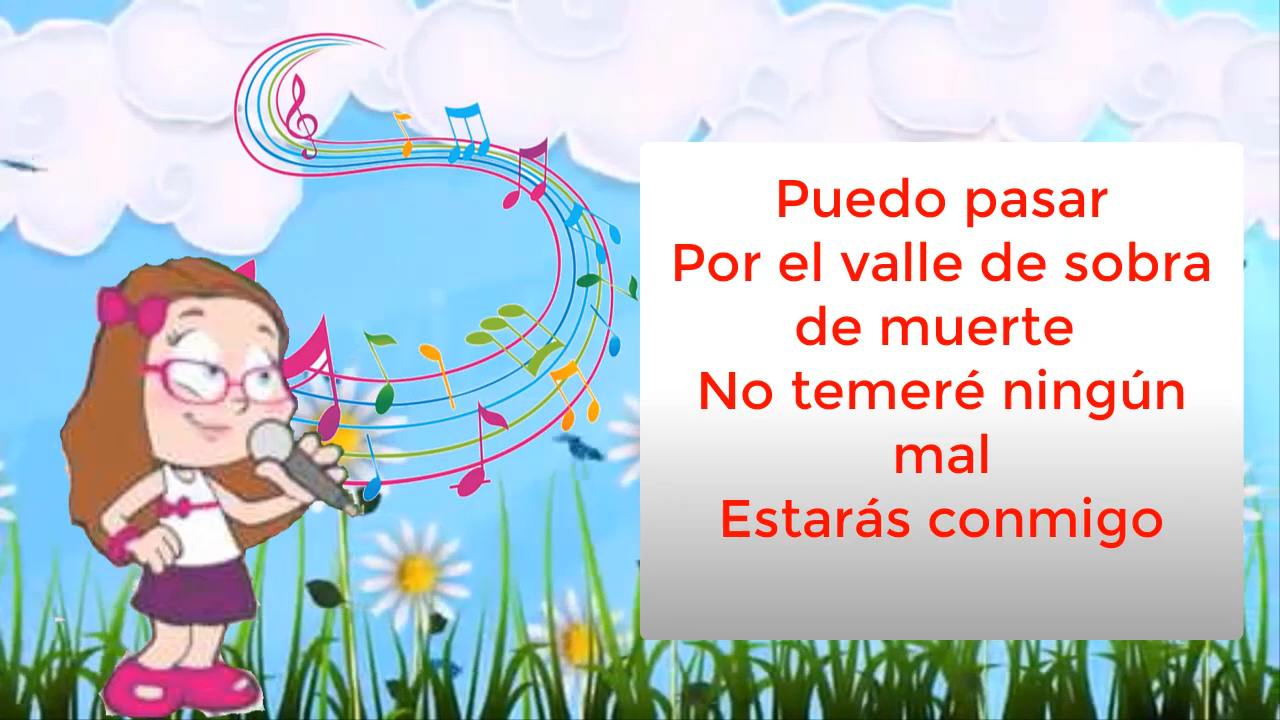 Puedo pasar
Por el valle de sobra
de muerte
No temeré ningún
mal
Estarás conmigo